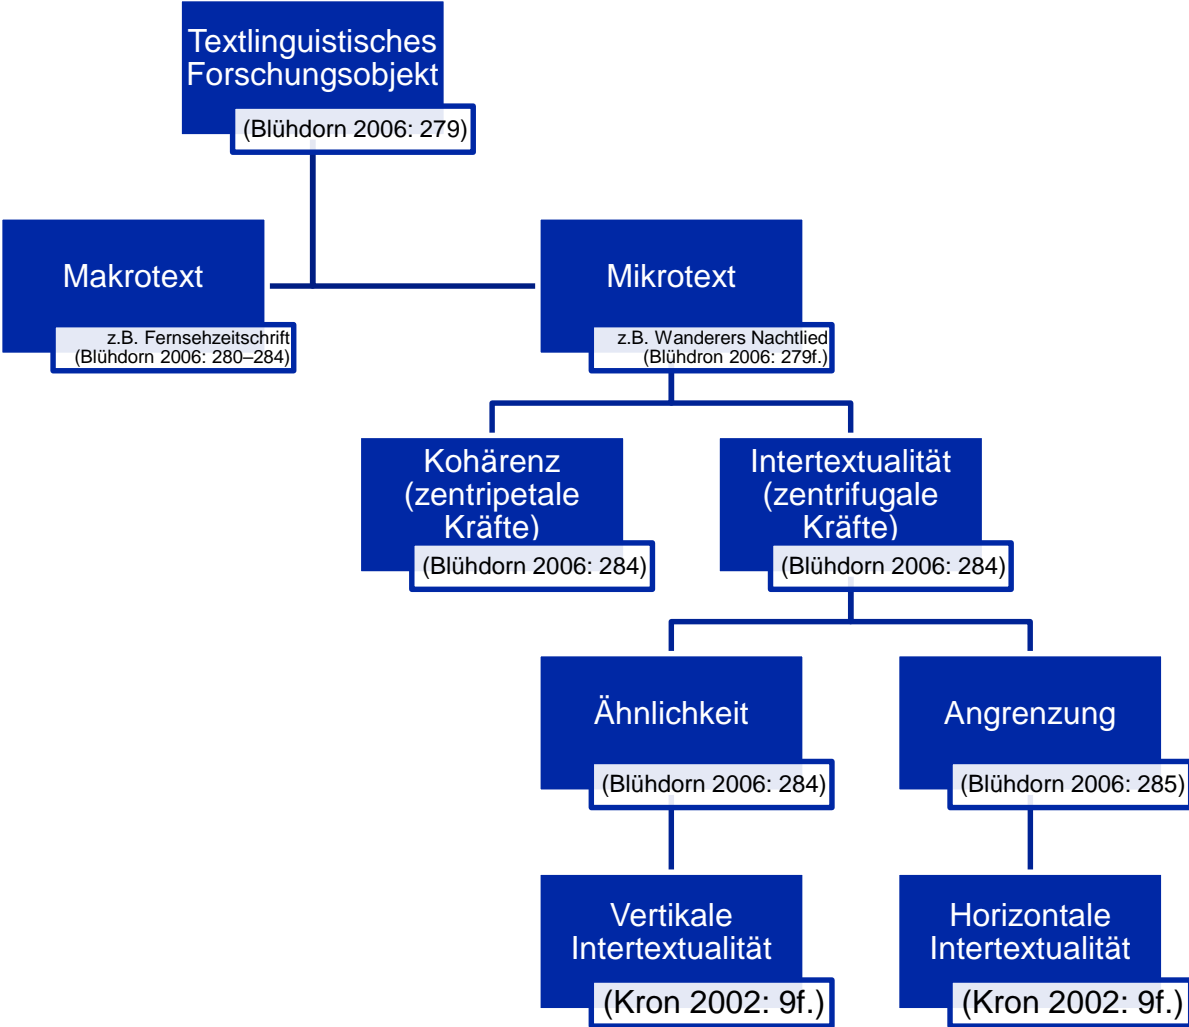 Textlinguistisches
Forschungsobjekt
(Blühdorn 2006: 279)
Makrotext
z.B. Fernsehzeitschrift
(Blühdorn 2006: 280–284)
Mikrotext
z.B. Wanderers Nachtlied
(Blühdron 2006: 279f.)
Kohärenz
(zentripetale
Kräfte)
(Blühdorn 2006: 284)
Intertextualität
(zentrifugale
Kräfte)
(Blühdorn 2006: 284)
Ähnlichkeit
(Blühdorn 2006: 284)
Angrenzung
(Blühdorn 2006: 285)
Vertikale
Intertextualität
(Kron 2002: 9f.)
Horizontale
Intertextualität
(Kron 2002: 9f.)